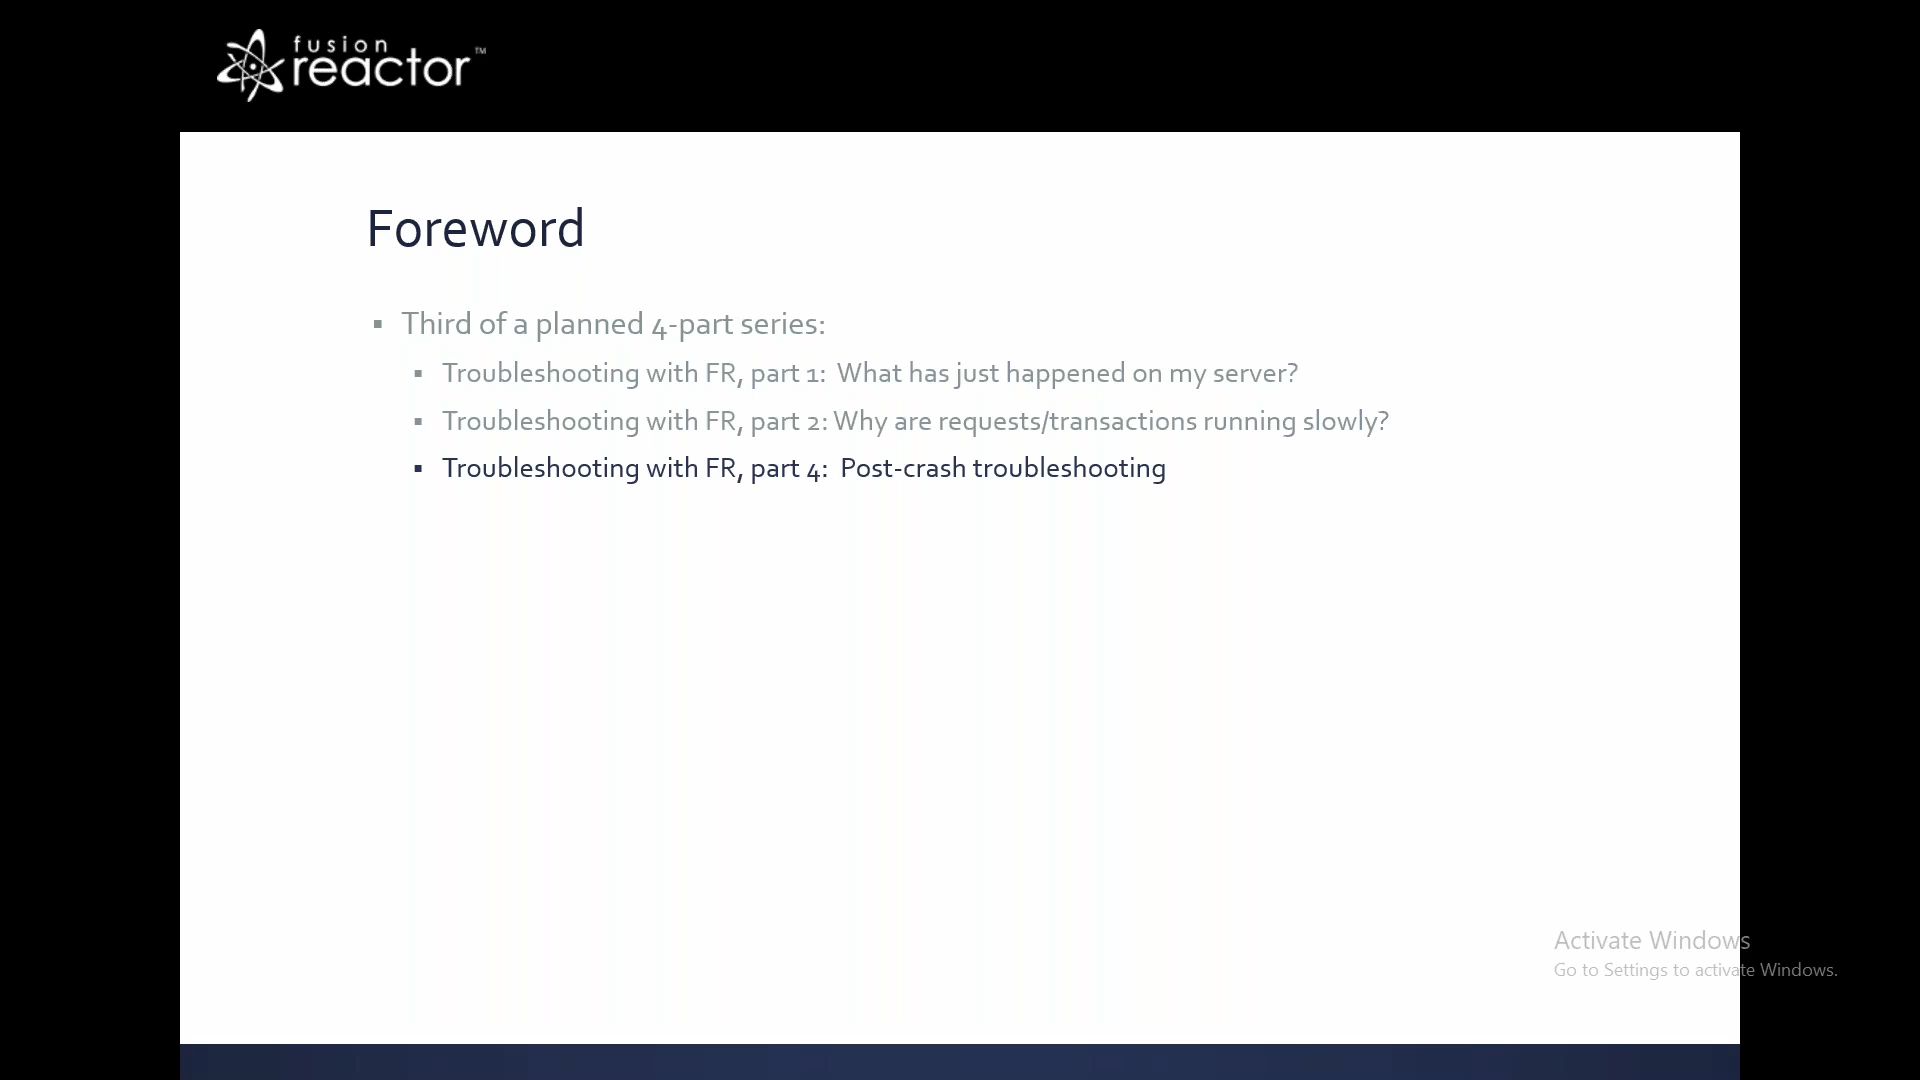 fusion
reactor™
Foreword
▪ Third of a planned 4-part series:
▪ Troubleshooting with FR, part 1: What has just happened on my server?
▪ Troubleshooting with FR, part 2: Why are requests/transactions running slowly?
▪ Troubleshooting with FR, part 4: Post-crash troubleshooting
Activate Windows
Go to Settings to activate Windows.